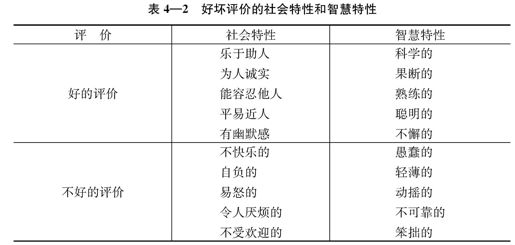 表 4—2 好坏评价的社会特性和智慧特性
评 价 社会特性 智慧特性
乐于助人 科学的
为人诚实 果断的
好的评价 能容忍他人 熟练的
平易近人 聪明的
有幽默感 不懈的
不快乐的 愚蠢的
自负的 轻薄的
不好的评价 易怒的 动摇的
令人厌烦的 不可靠的
不受欢迎的 笨拙的